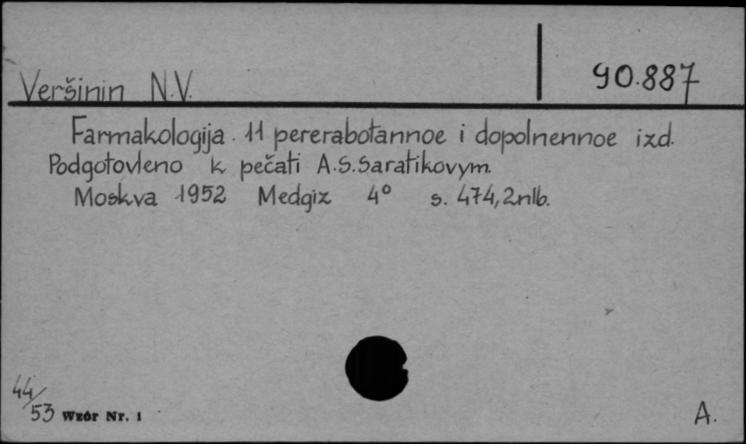 Veršinin N.V.
90.887
Farmakologija. 11 pererabotannoe i dopolnennoe izd.
Podgotovleno k pečati A.S.Saratikovym.
Moskva 1952 Medgiz 4° s. 474,2nlb.
44/53 Wzór Nr. 1
A.